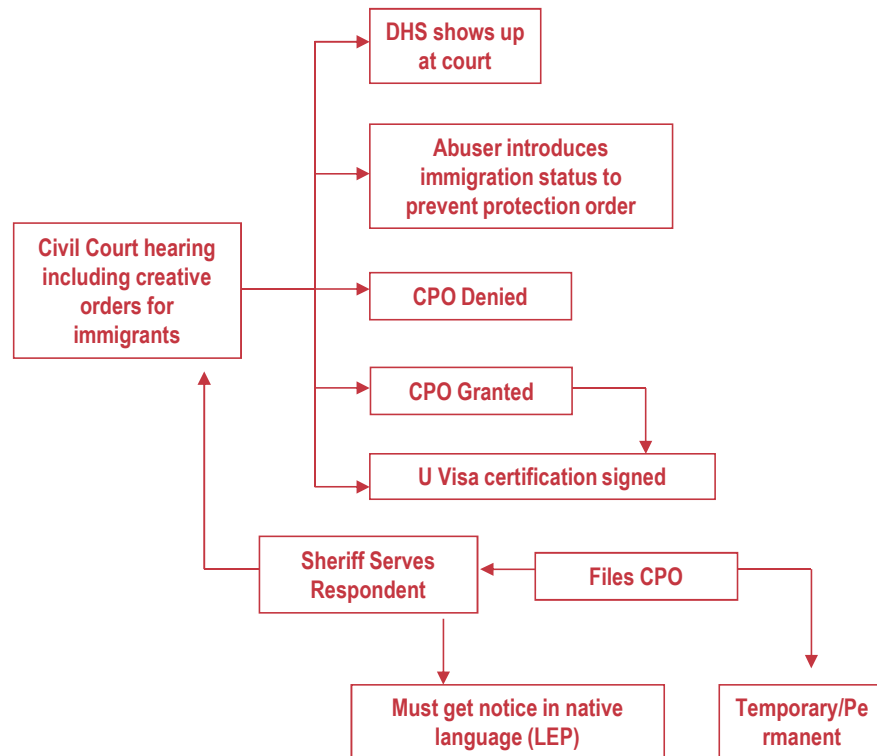 DHS shows up
at court
Abuser introduces
immigration status to
prevent protection order
Civil Court hearing
including creative
orders for
immigrants
CPO Denied
CPO Granted
U Visa certification signed
Sheriff Serves
Respondent
Files CPO
Must get notice in native
language (LEP)
Temporary/Pe
rmanent